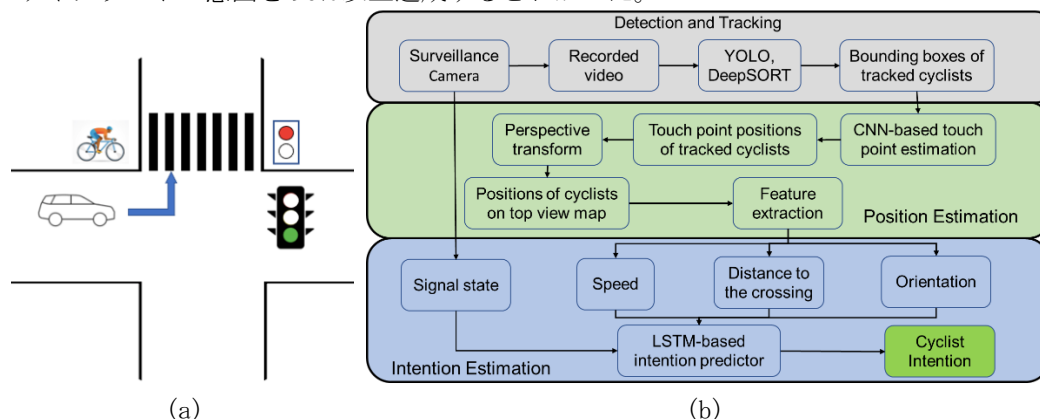 Detection and Tracking
Surveillance
Camera
Recorded
video
YOLO,
DeepSORT
Bounding boxes of
tracked cyclists
Perspective
transform
Touch point positions
of tracked cyclists
CNN-based touch
point estimation
Positions of cyclists
on top view map
Feature
extraction
Position Estimation
Signal state
Speed
Distance to
the crossing
Orientation
LSTM-based
intention predictor
Cyclist
Intention
Intention Estimation
(a)
(b)